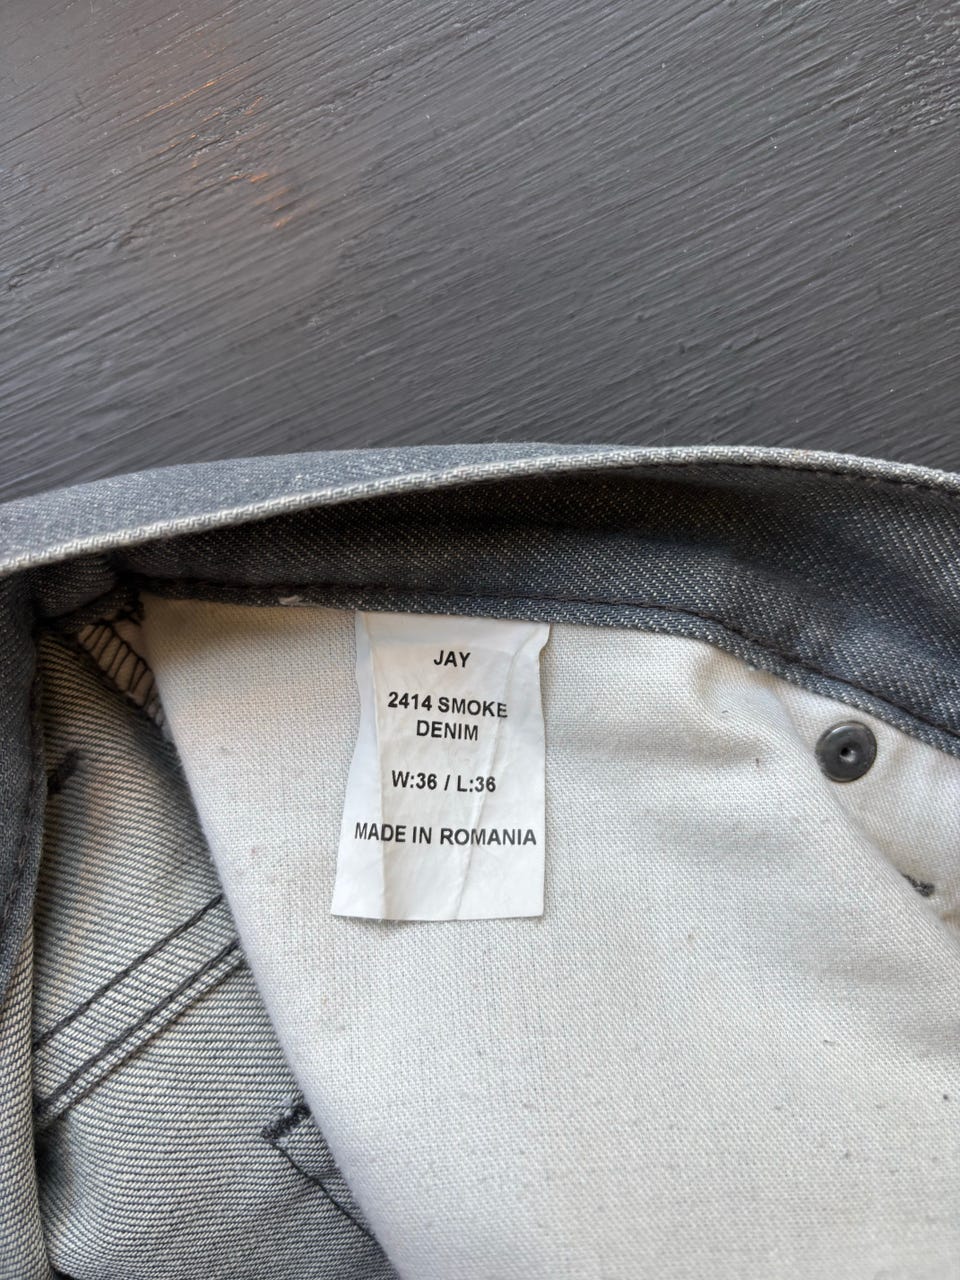 JAY
2414 SMOKE
DENIM
W:36 / L:36
MADE IN ROMANIA